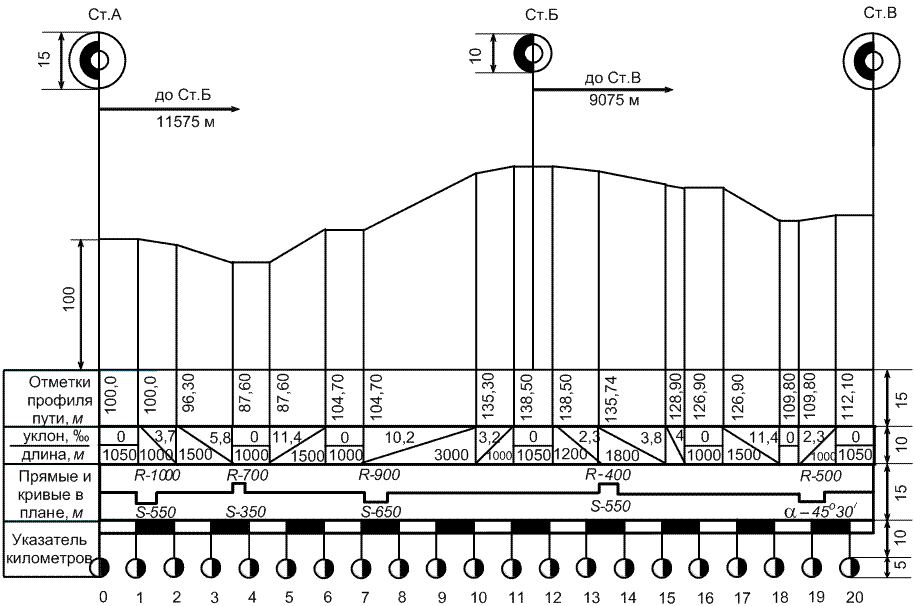 Ст.А Ст.Б Ст.В
15 10
до Ст.Б
11575 м
до Ст.В
9075 м
100
Отметки профиля пути, м
100,0 100,0 96,30 87,60 87,60 104,70 104,70 135,30 138,50 138,50 135,74 128,90 126,90 126,90 109,80 109,80 112,10
15
уклон, ‰
0 3,7 5,8 0 11,4 0 10,2 3,2 0 2,3 3,8 4 0 11,4 0 2,3 0
10
длина, м
1050 1000 1500 1000 1500 1000 3000 1000 1050 1200 1800 1000 1500 1000 1050
Прямые и кривые в плане, м
R-1000 R-700 R-900 R-400 R-500
S-550 S-350 S-650 S-550 α – 45°30′
15
Указатель километров
10
5
0 1 2 3 4 5 6 7 8 9 10 11 12 13 14 15 16 17 18 19 20